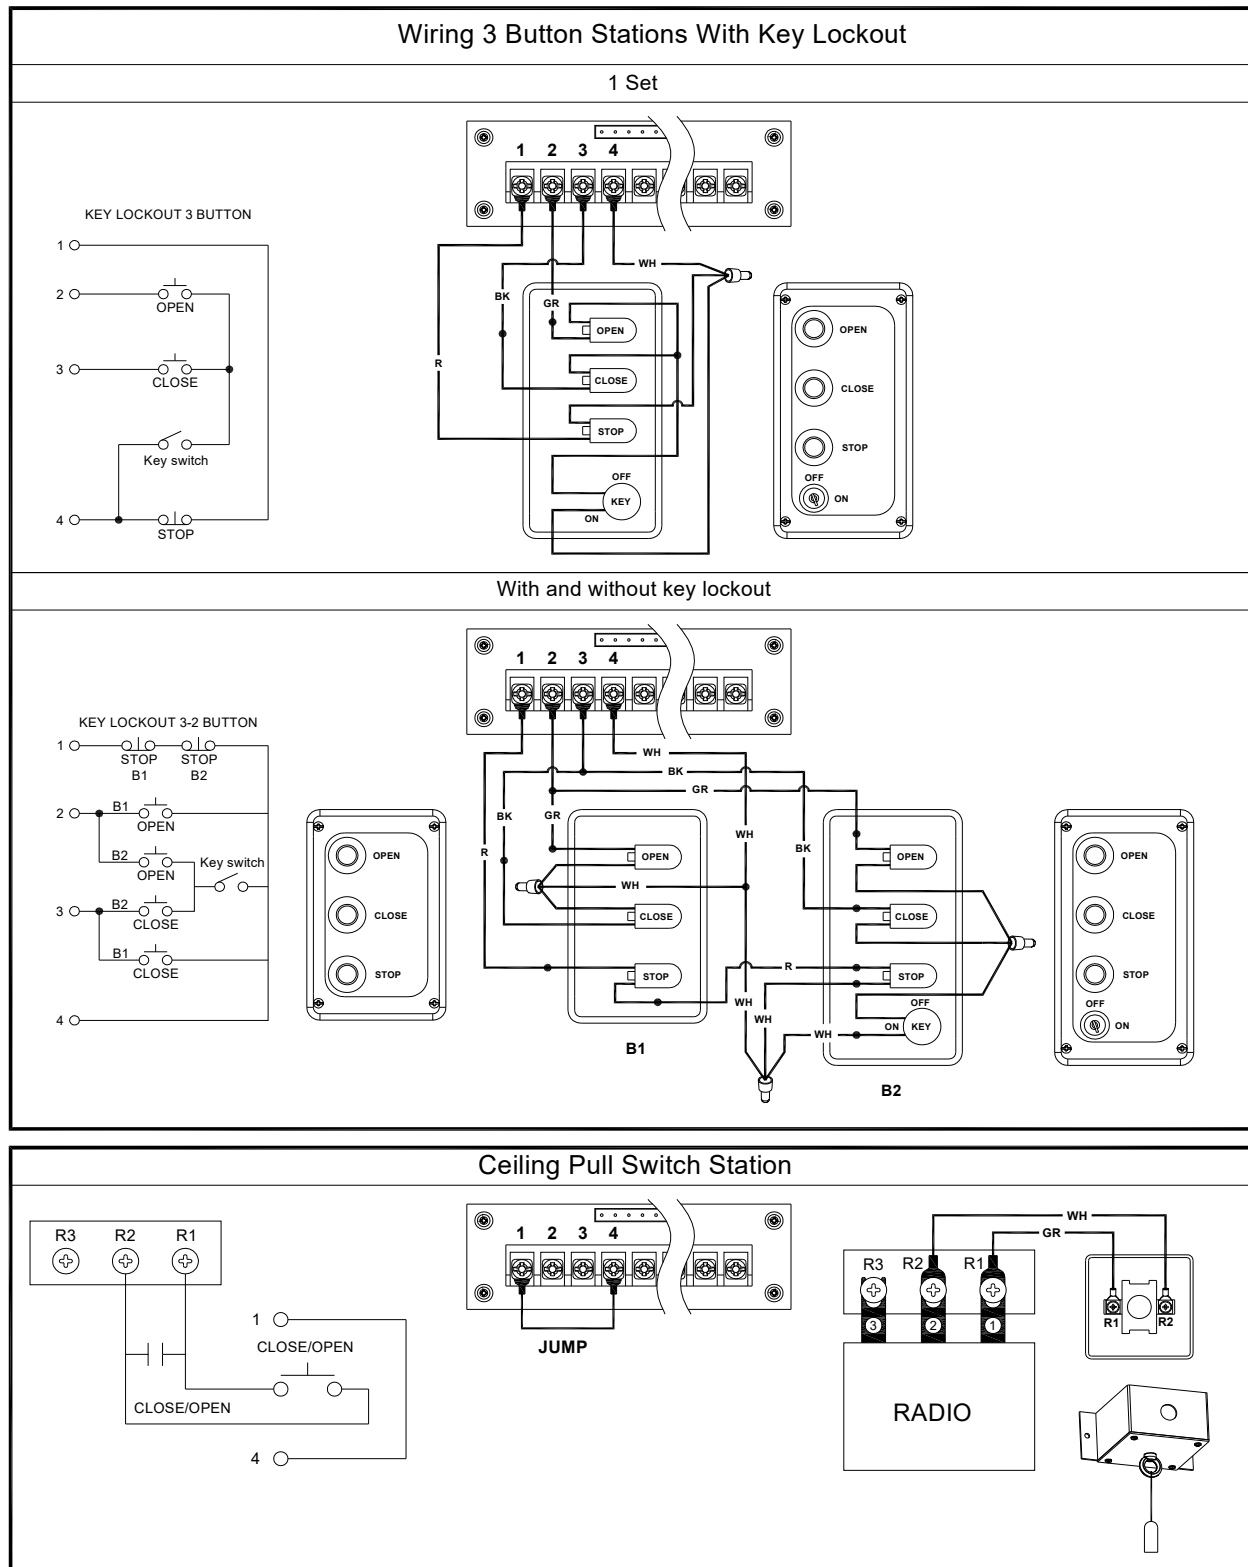 Wiring 3 Button Stations With Key Lockout
1 Set
1 2 3 4
KEY LOCKOUT 3 BUTTON
1
2
OPEN
3
CLOSE
Key switch
4
STOP
WH
BK
GR
R
OPEN
CLOSE
STOP
OFF
KEY
ON
OPEN
CLOSE
STOP
OFF
ON
With and without key lockout
1 2 3 4
KEY LOCKOUT 3-2 BUTTON
1
STOP STOP
B1 B2
2
B1
OPEN
B2
OPEN
Key switch
3
B2
CLOSE
B1
CLOSE
4
OPEN
CLOSE
STOP
WH
BK
GR
BK
GR
R
WH
BK
OPEN
WH
CLOSE
STOP
R
WH
WH
WH
B1
OPEN
CLOSE
STOP
OFF
ON KEY
B2
OPEN
CLOSE
STOP
OFF
ON
Ceiling Pull Switch Station
R3 R2 R1
1
CLOSE/OPEN
CLOSE/OPEN
4
1 2 3 4
JUMP
WH
GR
R3 R2 R1
3 2 1
RADIO
R1 R2